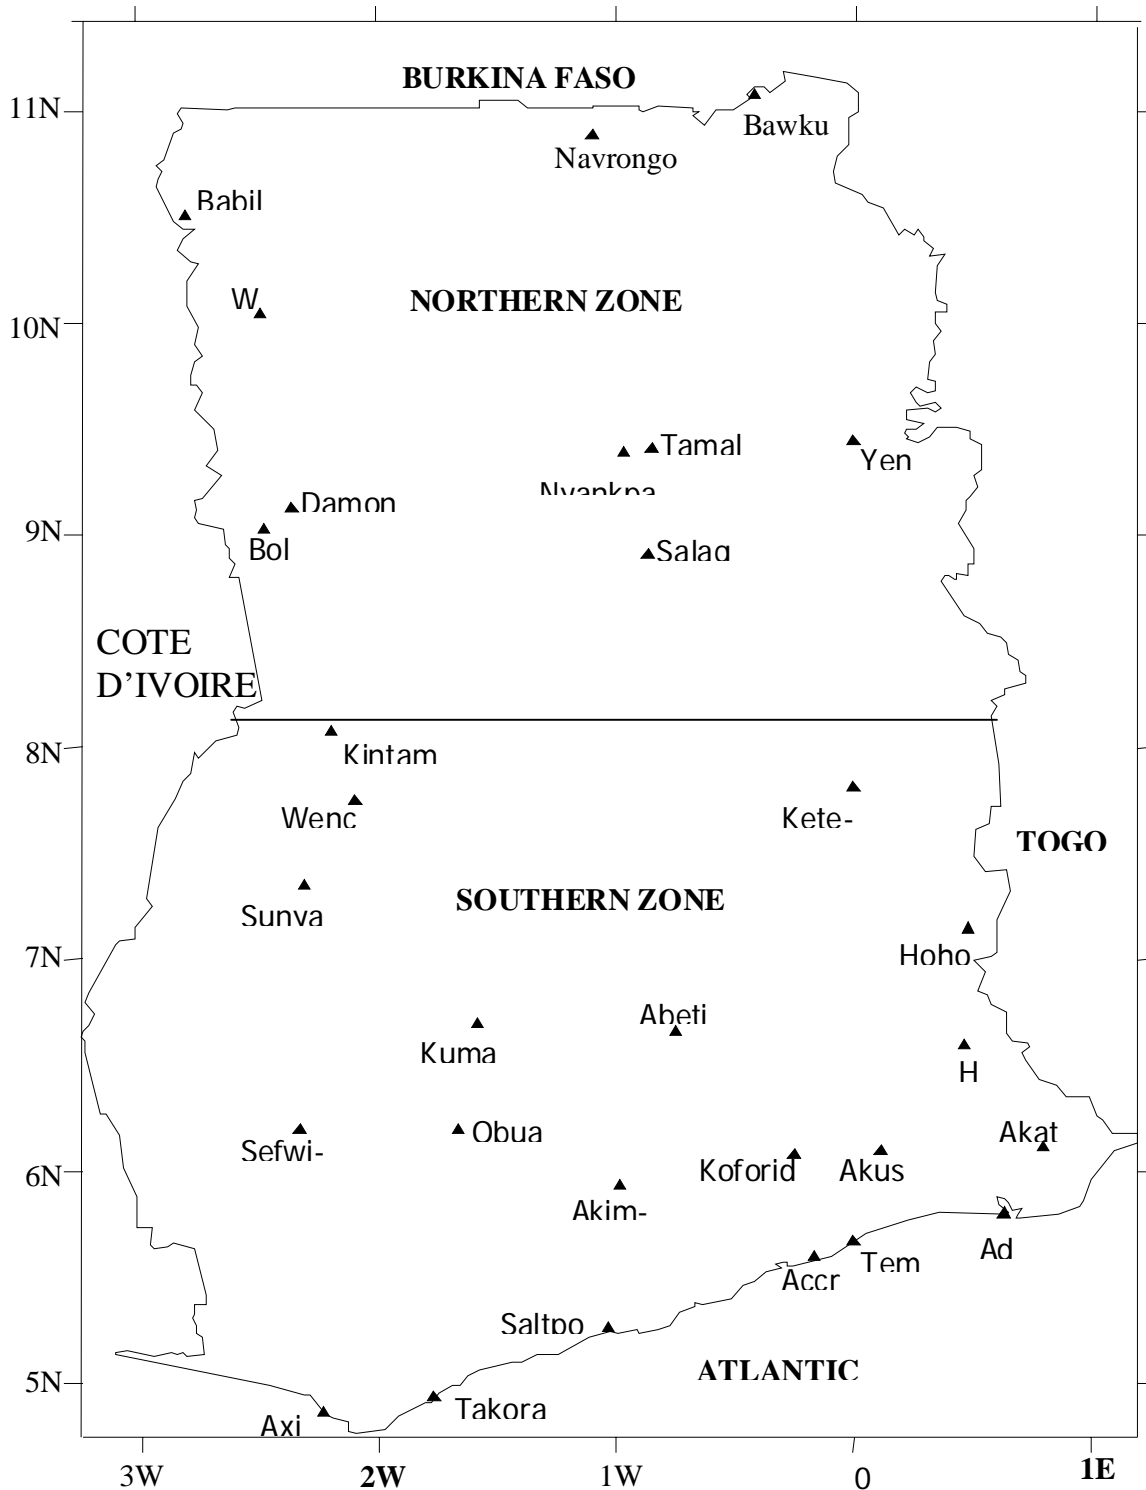 BURKINA FASO
11N
Bawku
Navrongo
Babil
W
NORTHERN ZONE
10N
Tamal
Yen
Nyankpa
Damon
9N
Bol
Salag
COTE
D'IVOIRE
8N
Kintam
Wenc
Kete-
TOGO
SOUTHERN ZONE
Sunya
7N
Hoho
Abeti
Kuma
H
Obua
Akat
Sefwi-
6N
Koforid
Akus
Akim-
Ad
Tem
Accr
Saltpo
5N
ATLANTIC
Takora
Axi
3W
2W
1W
0
1E